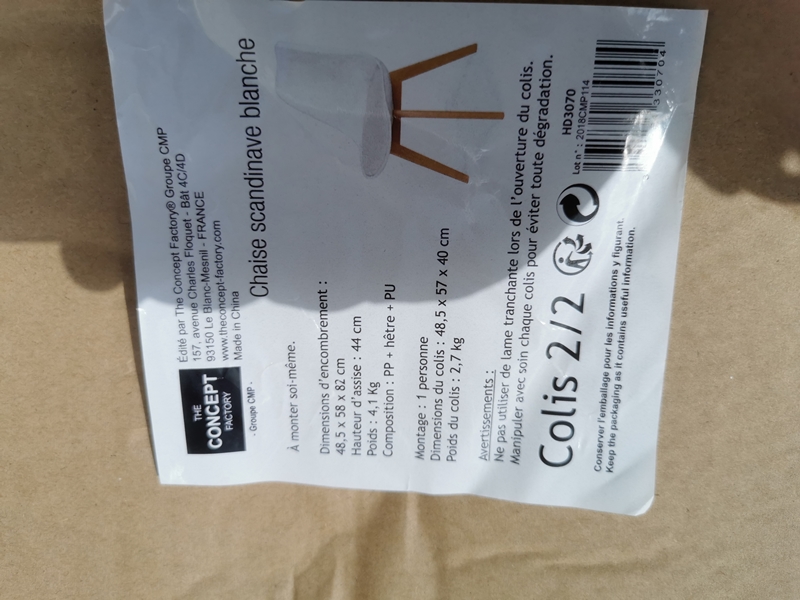 THE
CONCEPT
FACTORY
- Groupe CMP -
Édité par The Concept Factory® Groupe CMP
157, avenue Charles Floquet - Bât 4C/4D
93150 Le Blanc-Mesnil - FRANCE
www.theconcept-factory.com
Made in China
Chaise scandinave blanche
À monter soi-même.
Dimensions d'encombrement :
48,5 x 58 x 82 cm
Hauteur d'assise : 44 cm
Poids : 4,1 Kg
Composition : PP + hêtre + PU
Montage : 1 personne
Dimensions du colis : 48,5 x 57 x 40 cm
Poids du colis : 2,7 kg
Avertissements :
Ne pas utiliser de lame tranchante lors de l'ouverture du colis.
Manipuler avec soin chaque colis pour éviter toute dégradation.
Colis 2/2
HD3070
Lot n° : 2018CMP114
330704
Conserver l'emballage pour les informations y figurant.
Keep the packaging as it contains useful information.